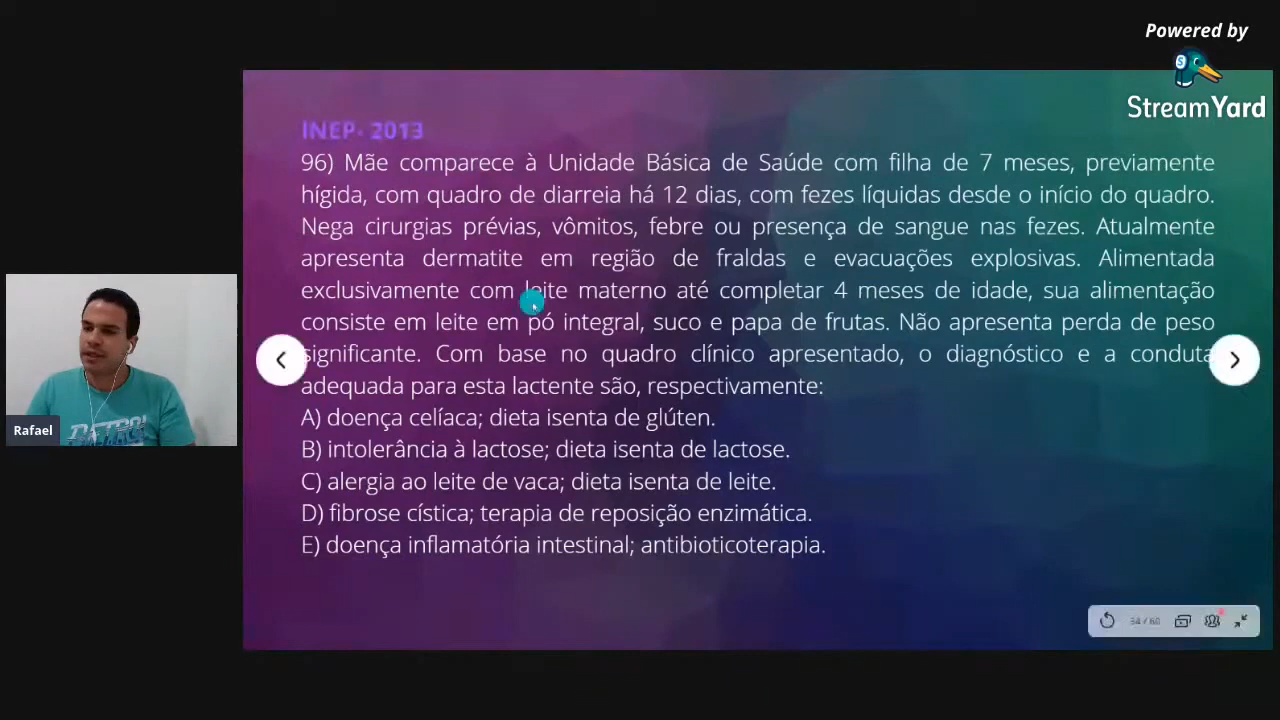 Powered by
StreamYard
INEP- 2013
96) Mãe comparece à Unidade Básica de Saúde com filha de 7 meses, previamente
hígida, com quadro de diarreia há 12 dias, com fezes líquidas desde o início do quadro.
Nega cirurgias prévias, vômitos, febre ou presença de sangue nas fezes. Atualmente
apresenta dermatite em região de fraldas e evacuações explosivas. Alimentada
exclusivamente com leite materno até completar 4 meses de idade, sua alimentação
consiste em leite em pó integral, suco e papa de frutas. Não apresenta perda de peso
significante. Com base no quadro clínico apresentado, o diagnóstico e a conduta
adequada para esta lactente são, respectivamente:
A) doença celíaca; dieta isenta de glúten.
B) intolerância à lactose; dieta isenta de lactose.
C) alergia ao leite de vaca; dieta isenta de leite.
D) fibrose cística; terapia de reposição enzimática.
E) doença inflamatória intestinal; antibioticoterapia.
Rafael
34 / 60